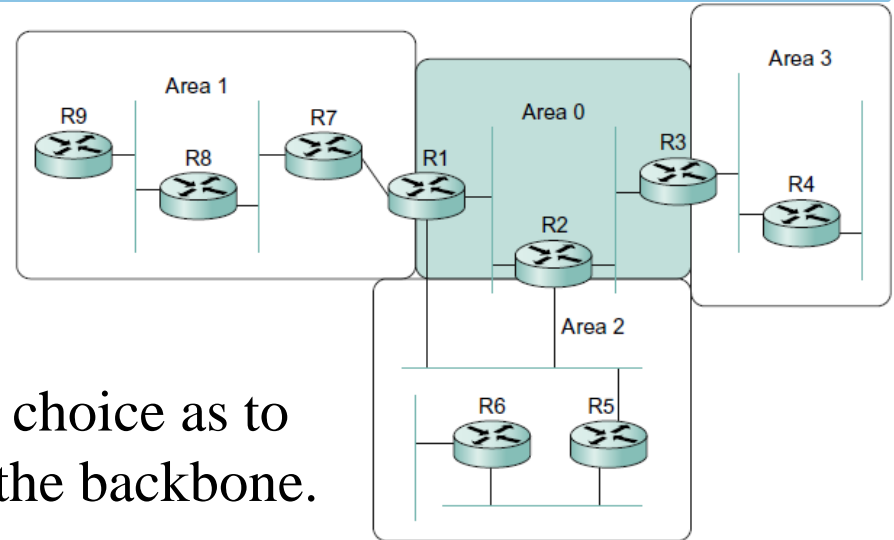 Area 1
R9
R8
R7
Area 0
R1
R2
R3
Area 3
R4
Area 2
R6
R5
choice as to
the backbone.